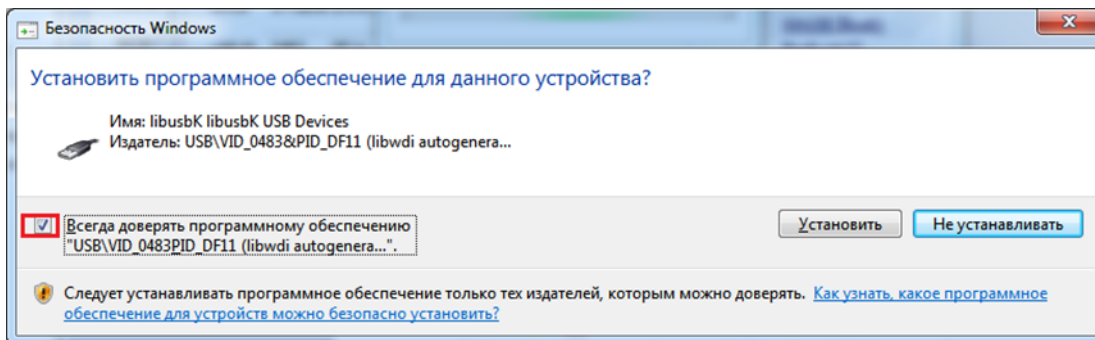 Безопасность Windows
Установить программное обеспечение для данного устройства?
Имя: libusbK libusbK USB Devices
Издатель: USB\VID_0483&PID_DF11 (libwdi autogenera...
Всегда доверять программному обеспечению
"USB\VID_0483PID_DF11 (libwdi autogenera...".
Установить
Не устанавливать
Следует устанавливать программное обеспечение только тех издателей, которым можно доверять. Как узнать, какое программное
обеспечение для устройств можно безопасно установить?